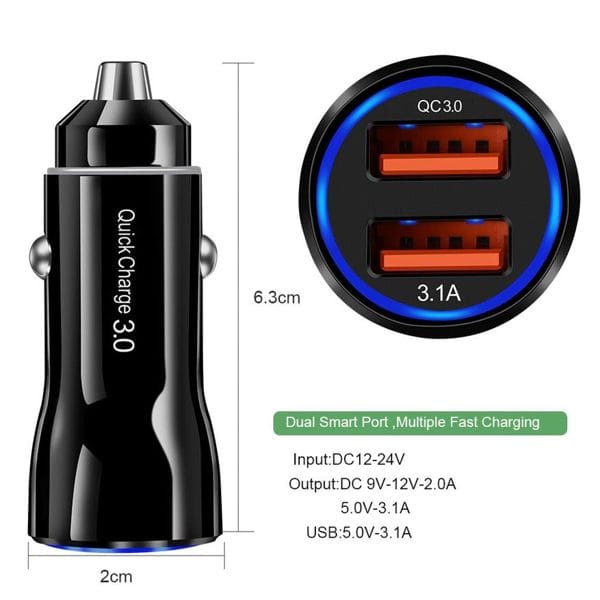 QC3.0
3.1A
Quick Charge 3.0
6.3cm
2cm
Dual Smart Port ,Multiple Fast Charging
Input:DC12-24V
Output:DC 9V-12V-2.0A
5.0V-3.1A
USB:5.0V-3.1A